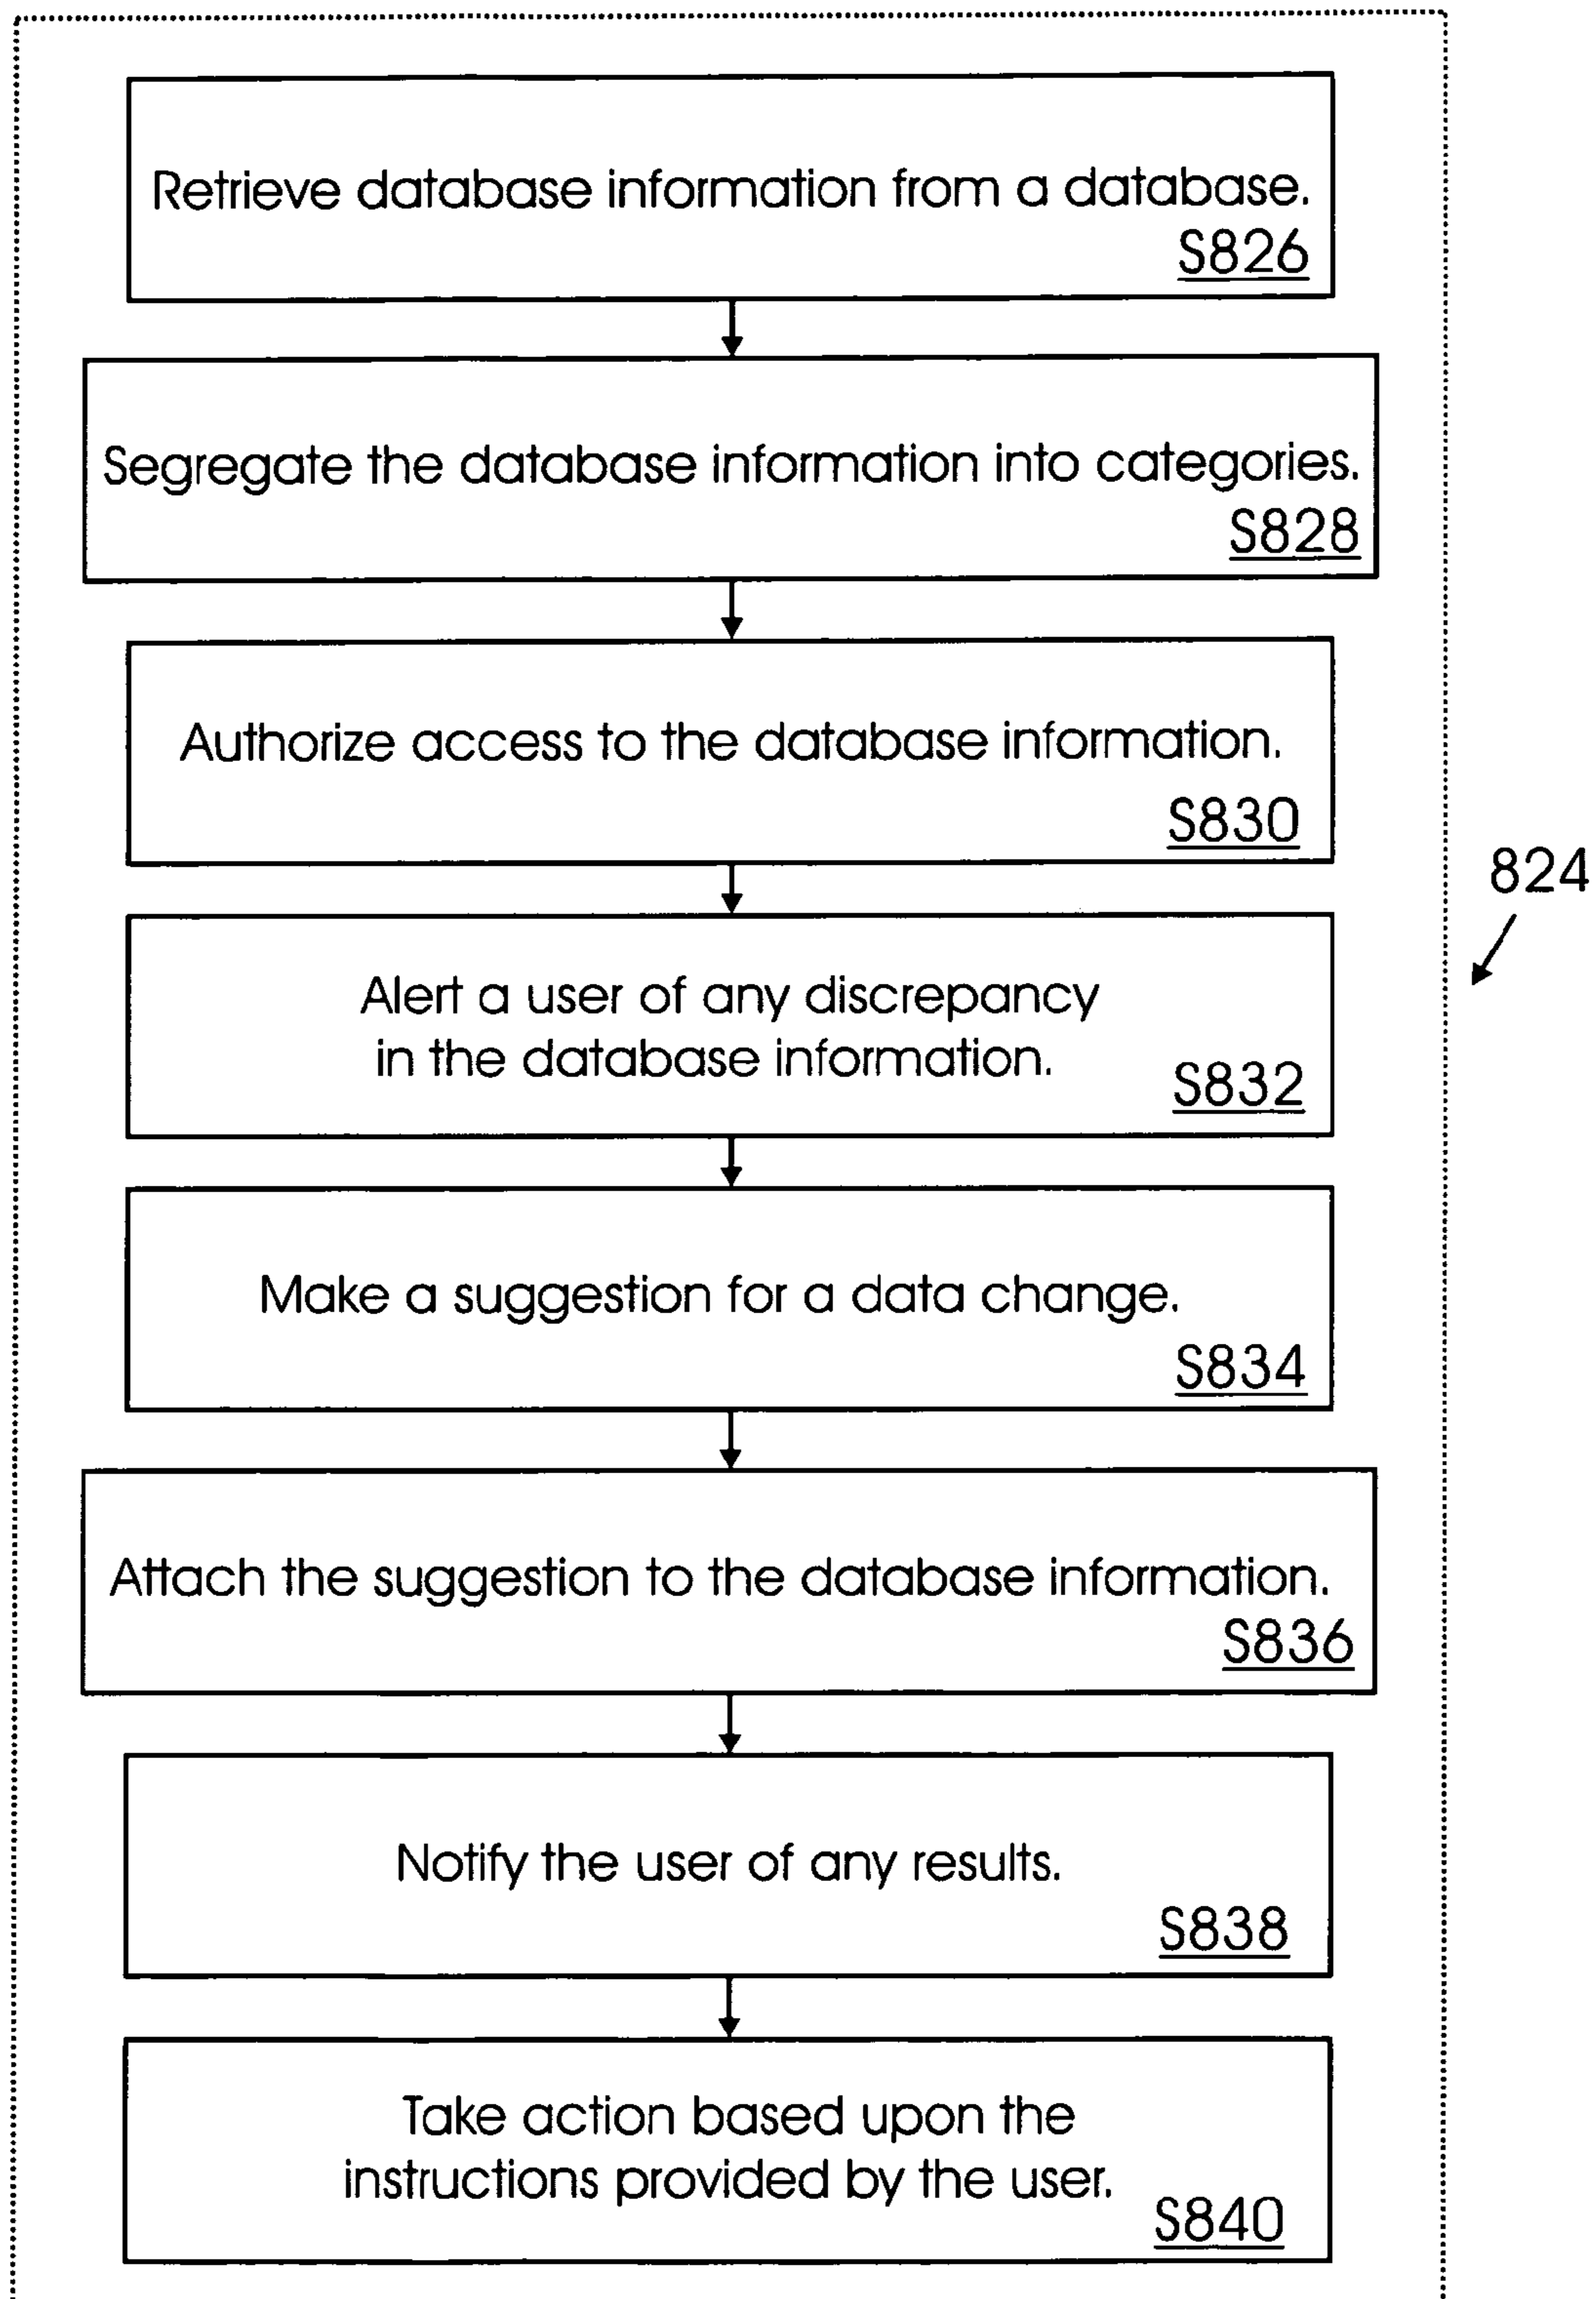 Retrieve database information from a database.
S826
Segregate the database information into categories.
S828
Authorize access to the database information.
S830
824
Alert a user of any discrepancy
in the database information.
S832
Make a suggestion for a data change.
S834
Attach the suggestion to the database information.
S836
Notify the user of any results.
S838
Take action based upon the
instructions provided by the user.
S840